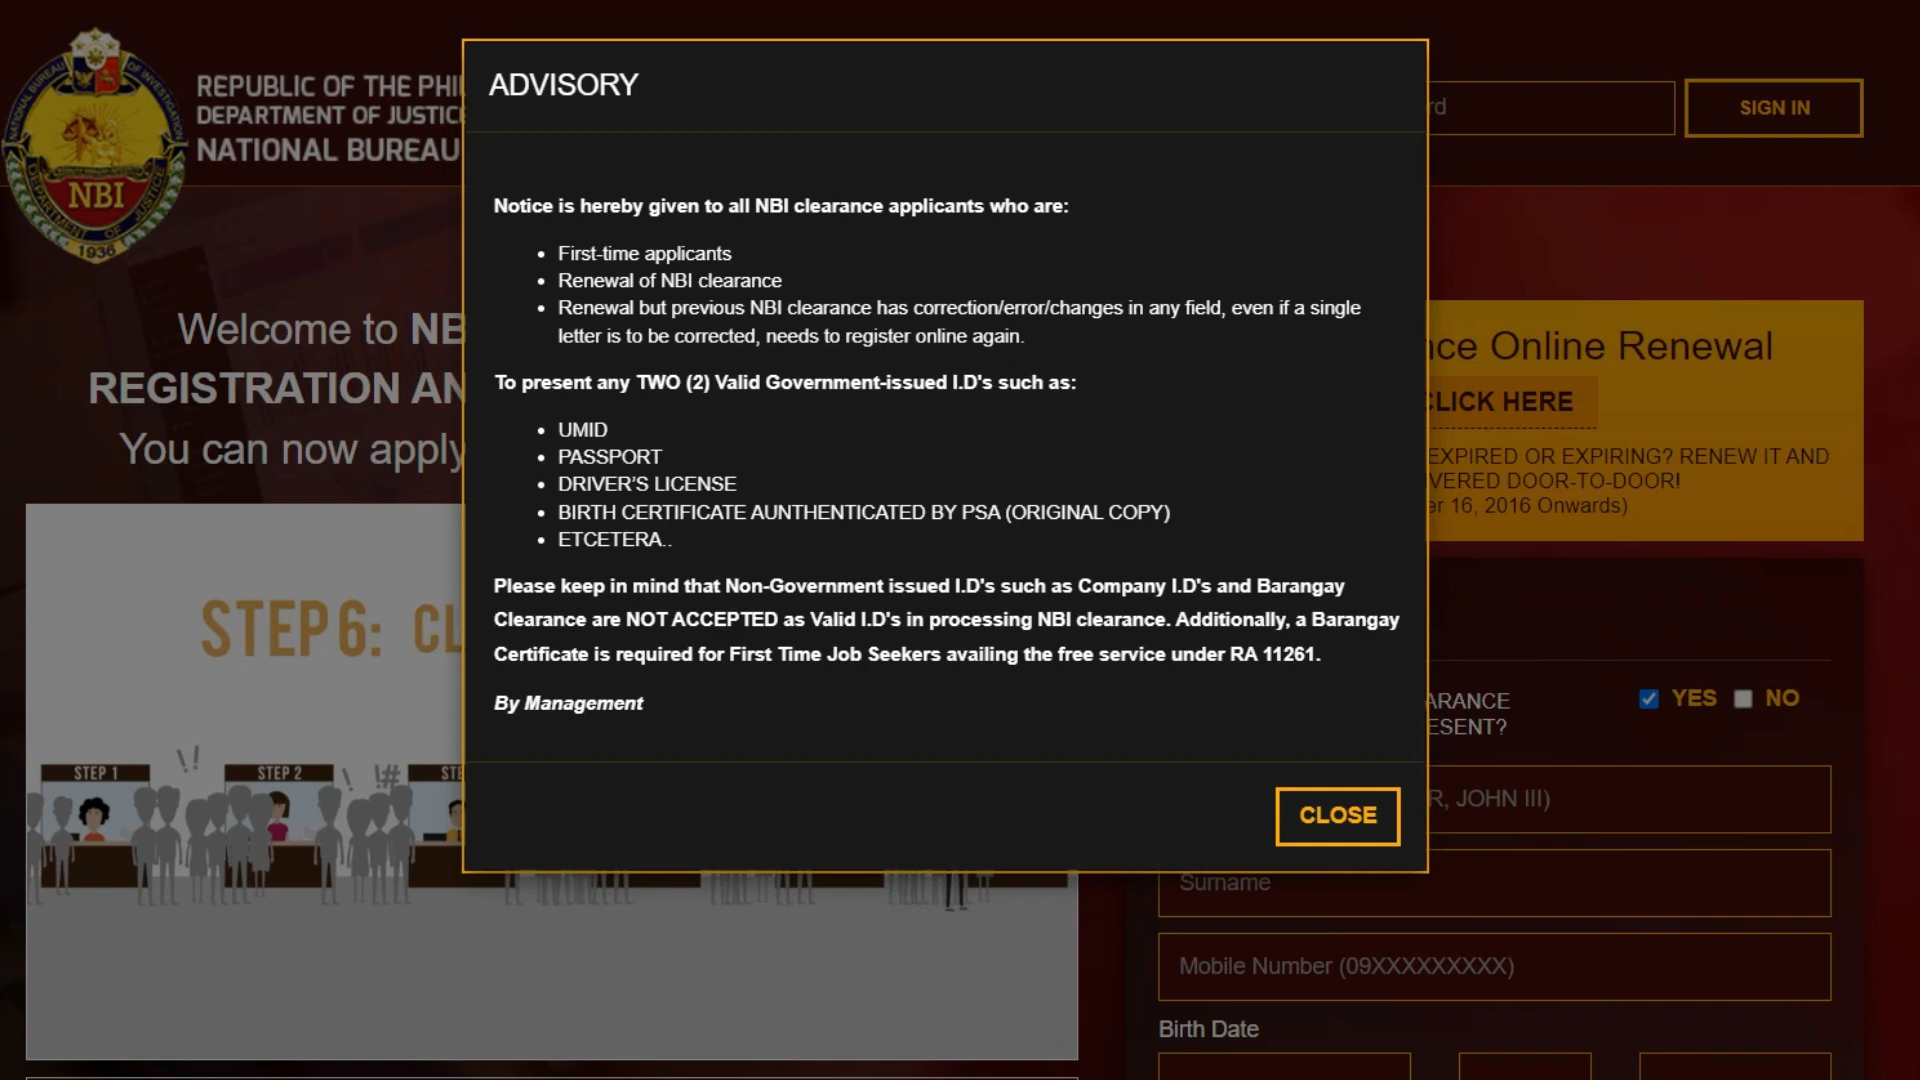 REPUBLIC OF THE PHI
DEPARTMENT OF JUSTIC
NATIONAL BUREAU
NATIONAL BUREAU OF INVESTIGATION
NBI
DEPARTMENT OF JUSTICE
1936
rd
SIGN IN
ADVISORY
Notice is hereby given to all NBI clearance applicants who are:
• First-time applicants
• Renewal of NBI clearance
• Renewal but previous NBI clearance has correction/error/changes in any field, even if a single
letter is to be corrected, needs to register online again.
To present any TWO (2) Valid Government-issued I.D's such as:
• UMID
• PASSPORT
• DRIVER’S LICENSE
• BIRTH CERTIFICATE AUNTHENTICATED BY PSA (ORIGINAL COPY)
• ETCETERA..
Please keep in mind that Non-Government issued I.D's such as Company I.D's and Barangay
Clearance are NOT ACCEPTED as Valid I.D's in processing NBI clearance. Additionally, a Barangay
Certificate is required for First Time Job Seekers availing the free service under RA 11261.
By Management
CLOSE
Welcome to NB
REGISTRATION AN
You can now apply
STEP 6: CL
STEP 1
!!
STEP 2
!
!#
STE
nce Online Renewal
CLICK HERE
EXPIRED OR EXPIRING? RENEW IT AND
VERED DOOR-TO-DOOR!
er 16, 2016 Onwards)
ARANCE
ESENT?
YES
NO
R, JOHN III)
Surname
Mobile Number (09XXXXXXXXX)
Birth Date